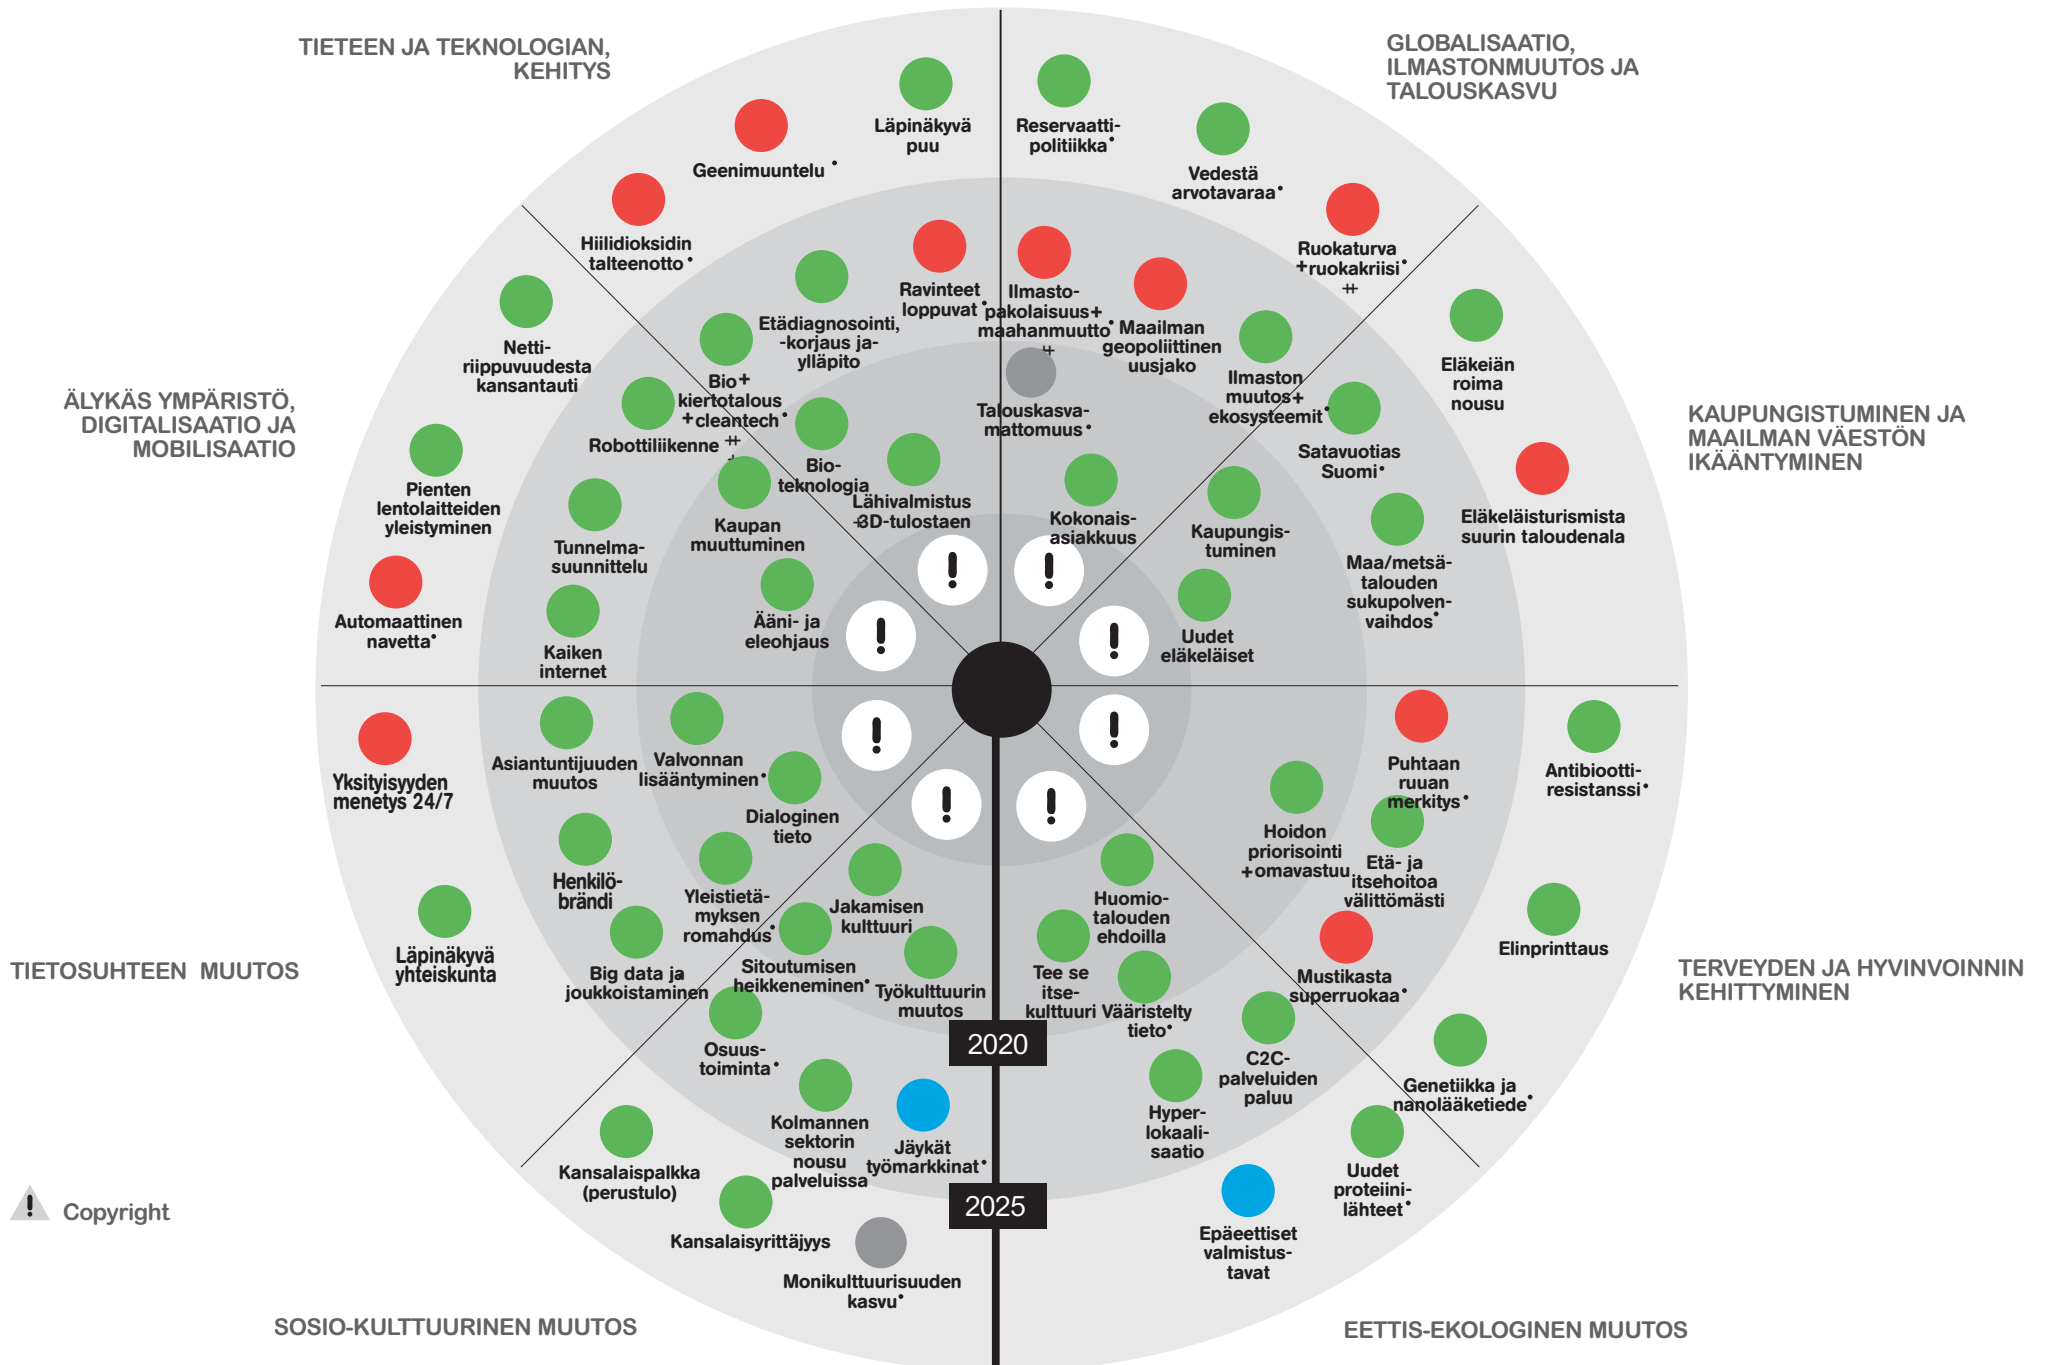 TIETEEN JA TEKNOLOGIAN,
KEHITYS
GLOBALISAATIO,
ILMASTONMUUTOS JA
TALOUSKASVU
Läpinäkyvä
puu
Geenimuuntelu•
Hiilidioksidin
talteenotto•
Ravinteet
loppuvat•
Etädiagnosointi,
-korjaus ja-
ylläpito
Bio+
kiertotalous
+cleantech•
++
+
Bio-
teknologia
Lähivalmistus
+3D-tulostaen
Reservaatti-
politiikka•
Vedestä
arvotavaraa•
Ruokaturva
+ruokakriisi•
++
Ilmasto-
pakolaisuus+
maahanmuutto•
+
Maailman
geopoliittinen
uusjako
Ilmaston
muutos+
ekosysteemit•
Talouskasva-
mattomuus•
Kokonais-
asiakkuus
ÄLYKÄS YMPÄRISTÖ,
DIGITALISAATIO JA
MOBILISAATIO
Netti-
riippuvuudesta
kansantauti
Robottiliikenne
Pienten
lentolaitteiden
yleistyminen
Tunnelma-
suunnittelu
Kaupan
muuttuminen
Automaattinen
navetta•
Kaiken
internet
Ääni- ja
eleohjaus
KAUPUNGISTUMINEN JA
MAAILMAN VÄESTÖN
IKÄÄNTYMINEN
Eläkeiän
roima
nousu
Satavuotias
Suomi•
Eläkeläisturismista
suurin taloudenala
Kaupungis-
tuminen
Maa/metsä-
talouden
sukupolven-
vaihdos•
Uudet
eläkeläiset
! !
! !
! !
! !
TIETOSUHTEEN MUUTOS
Yksityisyyden
menetys 24/7
Asiantuntijuuden
muutos
Valvonnan
lisääntyminen•
Dialoginen
tieto
Henkilö-
brändi
Yleistietä-
myksen
romahdus•
Läpinäkyvä
yhteiskunta
Big data ja
joukkoistaminen
TERVEYDEN JA HYVINVOINNIN
KEHITTYMINEN
Puhtaan
ruuan
merkitys•
Antibiootti-
resistanssi•
Hoidon
priorisointi
+omavastuu
Etä- ja
itsehoitoa
välittömästi
Elinprinttaus
Mustikasta
superruokaa•
Genetiikka ja
nanolääketiede•
SOSIO-KULTTUURINEN MUUTOS
Jakamisen
kulttuuri
Sitoutumisen
heikkeneminen•
Työkulttuurin
muutos
Osuus-
toiminta•
Kolmannen
sektorin
nousu
palveluissa
Jäykät
työmarkkinat•
Kansalaispalkka
(perustulo)
Kansalaisyrittäjyys
Monikulttuurisuuden
kasvu•
EETTIS-EKOLOGINEN MUUTOS
Huomio-
talouden
ehdoilla
Tee se
itse-
kulttuuri
Vääristelty
tieto•
C2C-
palveluiden
paluu
Hyper-
lokaali-
saatio
Uudet
proteiini-
lähteet•
Epäeettiset
valmistus-
tavat
2020
2025
! Copyright